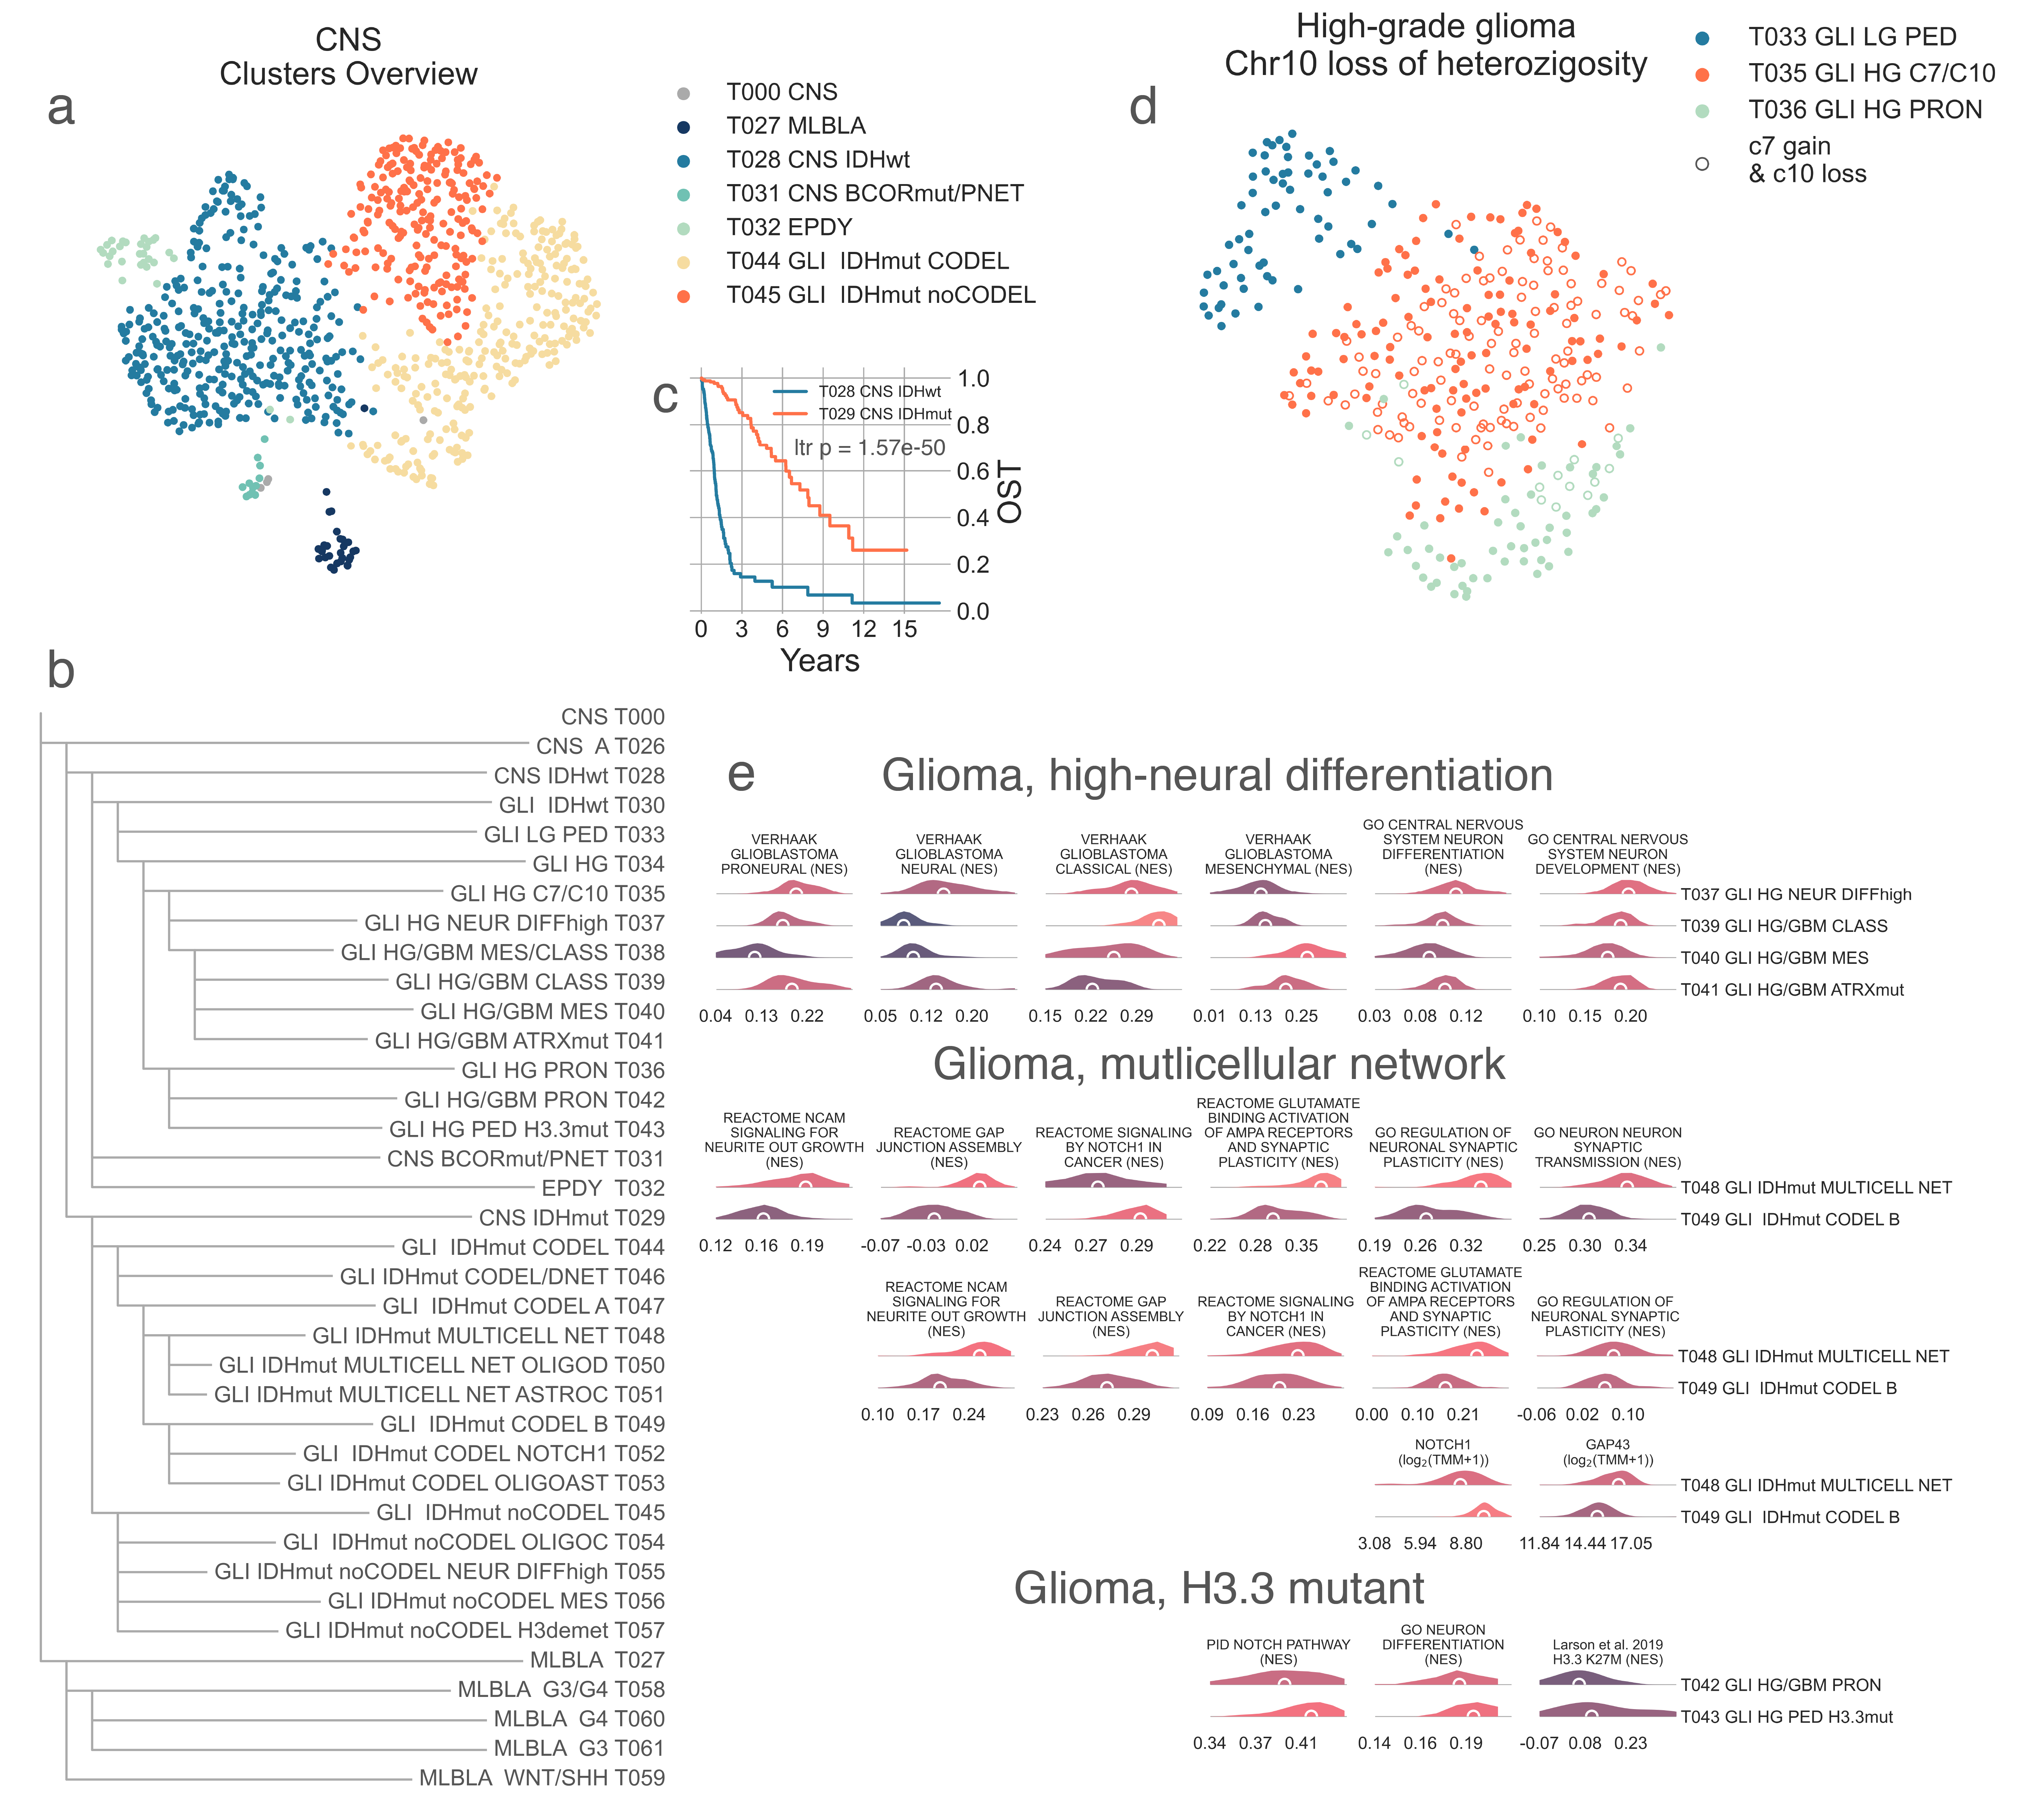 CNS
Clusters Overview
a
T000 CNS
T027 MLBLA
T028 CNS IDHwt
T031 CNS BCORmut/PNET
T032 EPDY
T044 GLI  IDHmut CODEL
T045 GLI  IDHmut noCODEL
High-grade glioma
Chr10 loss of heterozigosity
d
T033 GLI LG PED
T035 GLI HG C7/C10
T036 GLI HG PRON
c7 gain
& c10 loss
c
T028 CNS IDHwt
T029 CNS IDHmut
ltr p = 1.57e-50
1.0
0.8
0.6
0.4
0.2
0.0
OST
0 3 6 9 12 15
Years
b
CNS T000
CNS  A T026
CNS IDHwt T028
GLI  IDHwt T030
GLI LG PED T033
GLI HG T034
GLI HG C7/C10 T035
GLI HG NEUR DIFFhigh T037
GLI HG/GBM MES/CLASS T038
GLI HG/GBM CLASS T039
GLI HG/GBM MES T040
GLI HG/GBM ATRXmut T041
GLI HG PRON T036
GLI HG/GBM PRON T042
GLI HG PED H3.3mut T043
CNS BCORmut/PNET T031
EPDY  T032
CNS IDHmut T029
GLI  IDHmut CODEL T044
GLI IDHmut CODEL/DNET T046
GLI  IDHmut CODEL A T047
GLI IDHmut MULTICELL NET T048
GLI IDHmut MULTICELL NET OLIGOD T050
GLI IDHmut MULTICELL NET ASTROC T051
GLI  IDHmut CODEL B T049
GLI  IDHmut CODEL NOTCH1 T052
GLI IDHmut CODEL OLIGOAST T053
GLI  IDHmut noCODEL T045
GLI  IDHmut noCODEL OLIGOC T054
GLI IDHmut noCODEL NEUR DIFFhigh T055
GLI IDHmut noCODEL MES T056
GLI IDHmut noCODEL H3demet T057
MLBLA  T027
MLBLA  G3/G4 T058
MLBLA  G4 T060
MLBLA  G3 T061
MLBLA  WNT/SHH T059
e
Glioma, high-neural differentiation
VERHAAK
GLIOBLASTOMA
PRONEURAL (NES)
VERHAAK
GLIOBLASTOMA
NEURAL (NES)
VERHAAK
GLIOBLASTOMA
CLASSICAL (NES)
VERHAAK
GLIOBLASTOMA
MESENCHYMAL (NES)
GO CENTRAL NERVOUS
SYSTEM NEURON
DIFFERENTIATION
(NES)
GO CENTRAL NERVOUS
SYSTEM NEURON
DEVELOPMENT (NES)
T037 GLI HG NEUR DIFFhigh
T039 GLI HG/GBM CLASS
T040 GLI HG/GBM MES
T041 GLI HG/GBM ATRXmut
0.04 0.13 0.22 0.05 0.12 0.20 0.15 0.22 0.29 0.01 0.13 0.25 0.03 0.08 0.12 0.10 0.15 0.20
Glioma, mutlicellular network
REACTOME NCAM
SIGNALING FOR
NEURITE OUT GROWTH
(NES)
REACTOME GAP
JUNCTION ASSEMBLY
(NES)
REACTOME SIGNALING
BY NOTCH1 IN
CANCER (NES)
REACTOME GLUTAMATE
BINDING ACTIVATION
OF AMPA RECEPTORS
AND SYNAPTIC
PLASTICITY (NES)
GO REGULATION OF
NEURONAL SYNAPTIC
PLASTICITY (NES)
GO NEURON NEURON
SYNAPTIC
TRANSMISSION (NES)
T048 GLI IDHmut MULTICELL NET
T049 GLI  IDHmut CODEL B
0.12 0.16 0.19 -0.07 -0.03 0.02 0.24 0.27 0.29 0.22 0.28 0.35 0.19 0.26 0.32 0.25 0.30 0.34
REACTOME NCAM
SIGNALING FOR
NEURITE OUT GROWTH
(NES)
REACTOME GAP
JUNCTION ASSEMBLY
(NES)
REACTOME SIGNALING
BY NOTCH1 IN
CANCER (NES)
REACTOME GLUTAMATE
BINDING ACTIVATION
OF AMPA RECEPTORS
AND SYNAPTIC
PLASTICITY (NES)
GO REGULATION OF
NEURONAL SYNAPTIC
PLASTICITY (NES)
T048 GLI IDHmut MULTICELL NET
T049 GLI  IDHmut CODEL B
0.10 0.17 0.24 0.23 0.26 0.29 0.09 0.16 0.23 0.00 0.10 0.21 -0.06 0.02 0.10
NOTCH1
(log₂(TMM+1))
GAP43
(log₂(TMM+1))
T048 GLI IDHmut MULTICELL NET
T049 GLI  IDHmut CODEL B
3.08 5.94 8.80 11.84 14.44 17.05
Glioma, H3.3 mutant
PID NOTCH PATHWAY
(NES)
GO NEURON
DIFFERENTIATION
(NES)
Larson et al. 2019
H3.3 K27M (NES)
T042 GLI HG/GBM PRON
T043 GLI HG PED H3.3mut
0.34 0.37 0.41 0.14 0.16 0.19 -0.07 0.08 0.23